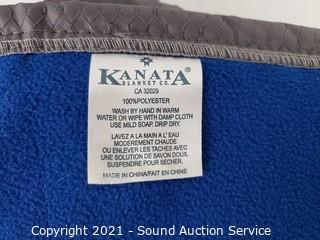 KANATA®
BLANKET CO.
CA 32029
100%POLYESTER
WASH BY HAND IN WARM
WATER OR WIPE WITH DAMP CLOTH
USE MILD SOAP. DRIP DRY.
LAVEZ A LA MAIN A L' EAU
MODEREMENT CHAUDE
OU ENLEVER LES TACHES AVEC
UNE SOLUTION DE SAVON DOUX.
SUSPENDRE POUR SECHER.
MADE IN CHINA/FAIT EN CHINE
Copyright 2021 - Sound Auction Service